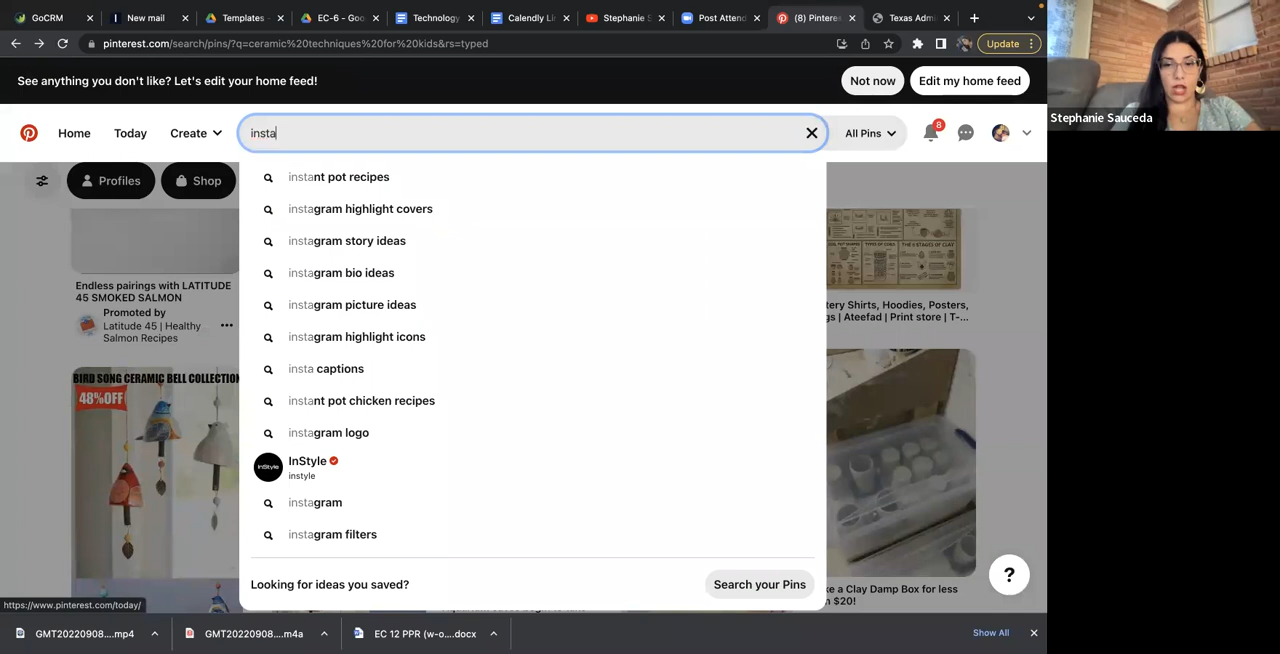 GoCRM
New mail
Templates -
EC-6 - Goo
Technology
Calendly Lin
Stephanie S
Post Attend
(8) Pinteres
Texas Admi
pinterest.com/search/pins/?q=ceramic%20techniques%20for%20kids&rs=typed
Update
See anything you don't like? Let's edit your home feed!
Not now
Edit my home feed
Home
Today
Create
insta
All Pins
8
Stephanie Sauceda
Profiles
Shop
instant pot recipes
instagram highlight covers
instagram story ideas
instagram bio ideas
instagram picture ideas
instagram highlight icons
insta captions
instant pot chicken recipes
instagram logo
InStyle
InStyle
instyle
instagram
instagram filters
Looking for ideas you saved?
Search your Pins
Endless pairings with LATITUDE
45 SMOKED SALMON
Promoted by
Latitude 45 | Healthy
Salmon Recipes
BIRD SONG CERAMIC BELL COLLECTION
48%OFF
tery Shirts, Hoodies, Posters,
gs | Ateefad | Print store | T-...
ke a Clay Damp Box for less
n $20!
?
https://www.pinterest.com/today/
GMT20220908....mp4
GMT20220908....m4a
EC 12 PPR (w-o....docx
Show All